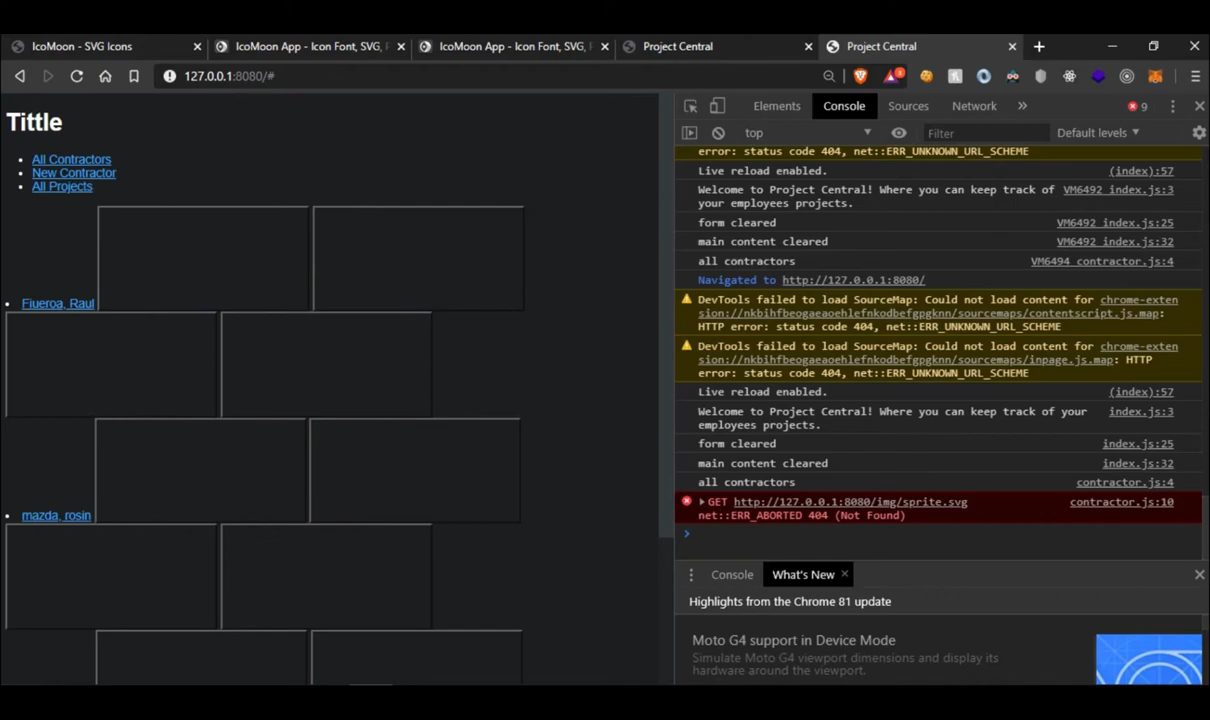 IcoMoon - SVG Icons
IcoMoon App - Icon Font, SVG,
IcoMoon App - Icon Font, SVG,
Project Central
Project Central
127.0.0.1:8080/#
3
Tittle
All Contractors
New Contractor
All Projects
Fiueroa, Raul
mazda, rosin
Elements
Console
Sources
Network
9
top
Filter
Default levels
error: status code 404, net::ERR_UNKNOWN_URL_SCHEME
Live reload enabled. (index):57
Welcome to Project Central! Where you can keep track of VM6492 index.js:3
your employees projects.
form cleared VM6492 index.js:25
main content cleared VM6492 index.js:32
all contractors VM6494 contractor.js:4
Navigated to http://127.0.0.1:8080/
DevTools failed to load SourceMap: Could not load content for chrome-exten
sion://nkbihfbeogaeaoehlefnkodbefgpgknn/sourcemaps/contentscript.js.map:
HTTP error: status code 404, net::ERR_UNKNOWN_URL_SCHEME
DevTools failed to load SourceMap: Could not load content for chrome-exten
sion://nkbihfbeogaeaoehlefnkodbefgpgknn/sourcemaps/inpage.js.map: HTTP
error: status code 404, net::ERR_UNKNOWN_URL_SCHEME
Live reload enabled. (index):57
Welcome to Project Central! Where you can keep track of your index.js:3
employees projects.
form cleared index.js:25
main content cleared index.js:32
all contractors contractor.js:4
GET http://127.0.0.1:8080/img/sprite.svg contractor.js:10
net::ERR_ABORTED 404 (Not Found)
Console
What's New
Highlights from the Chrome 81 update
Moto G4 support in Device Mode
Simulate Moto G4 viewport dimensions and display its
hardware around the viewport.